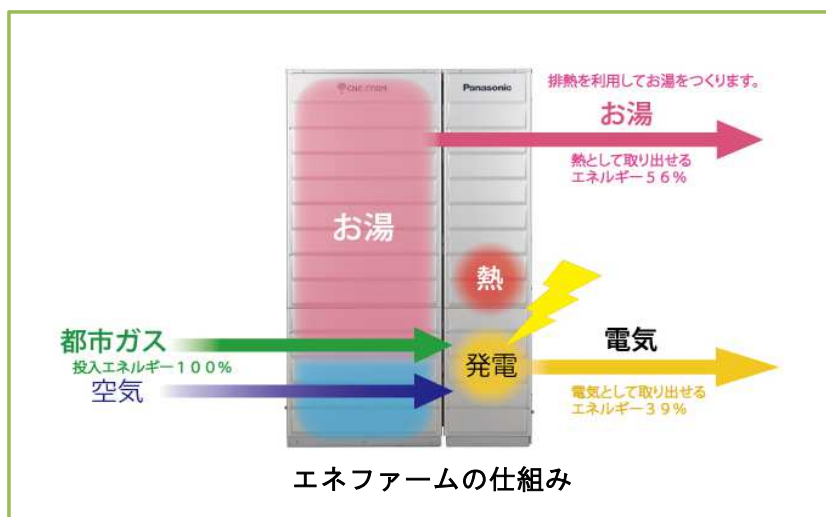 ENE・FARM
Panasonic
排熱を利用してお湯をつくります。
お湯
熱として取り出せる
エネルギー５６％
お湯
熱
都市ガス
投入エネルギー１００％
空気
発電
電気
電気として取り出せる
エネルギー３９％
エネファームの仕組み